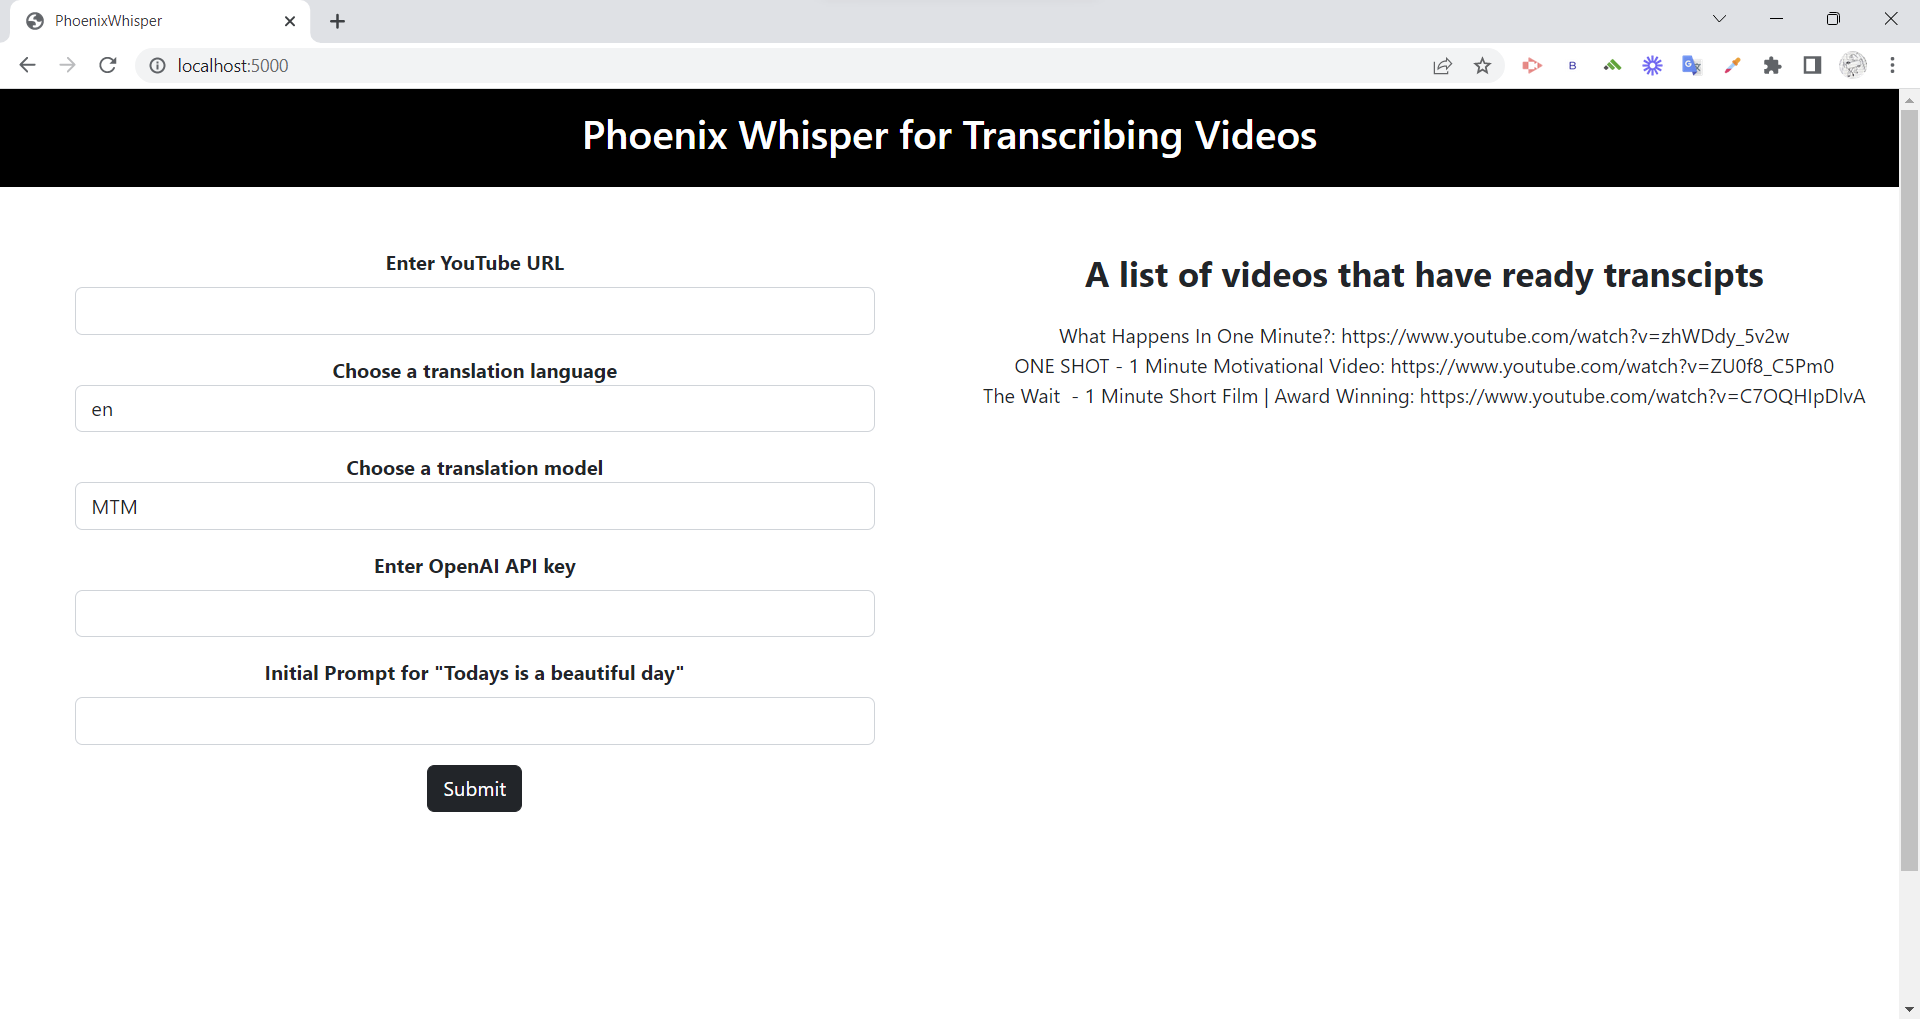 PhoenixWhisper
localhost:5000
B
G
Phoenix Whisper for Transcribing Videos
Enter YouTube URL
Choose a translation language
en
Choose a translation model
MTM
Enter OpenAI API key
Initial Prompt for "Todays is a beautiful day"
Submit
A list of videos that have ready transcipts
What Happens In One Minute?: https://www.youtube.com/watch?v=zhWDdy_5v2w
ONE SHOT - 1 Minute Motivational Video: https://www.youtube.com/watch?v=ZU0f8_C5Pm0
The Wait  - 1 Minute Short Film | Award Winning: https://www.youtube.com/watch?v=C7OQHIpDlvA